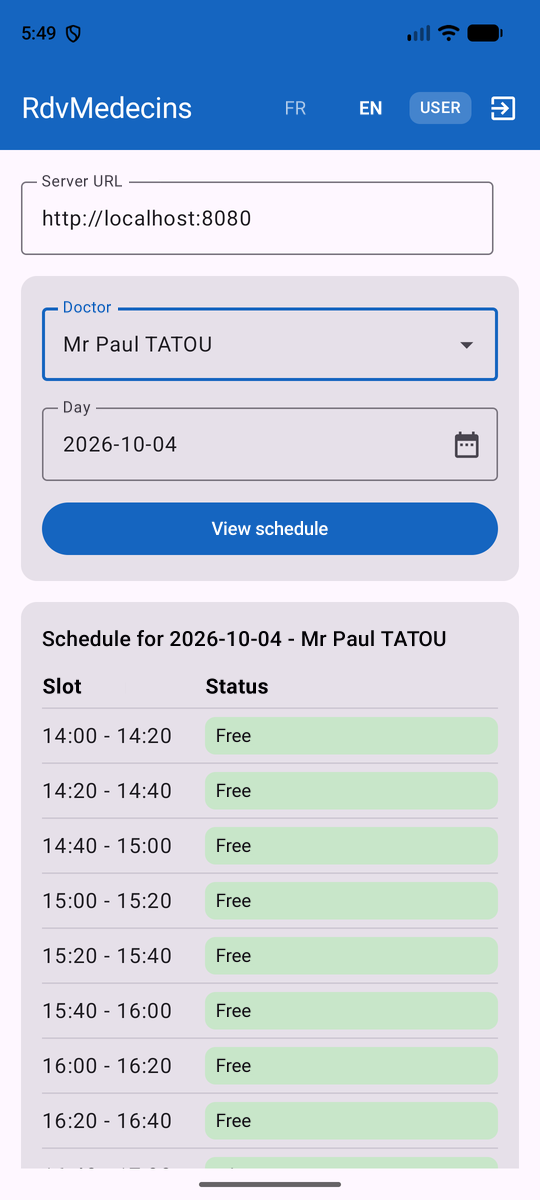 5:49
RdvMedecins FR EN USER
Server URL
http://localhost:8080
Doctor
Mr Paul TATOU
Day
2026-10-04
View schedule
Schedule for 2026-10-04 - Mr Paul TATOU
Slot Status
14:00 - 14:20 Free
14:20 - 14:40 Free
14:40 - 15:00 Free
15:00 - 15:20 Free
15:20 - 15:40 Free
15:40 - 16:00 Free
16:00 - 16:20 Free
16:20 - 16:40 Free